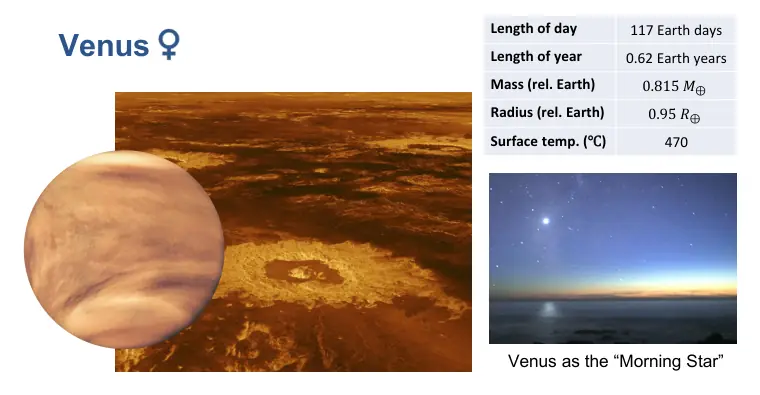 Venus ♀
Length of day 117 Earth days
Length of year 0.62 Earth years
Mass (rel. Earth) 0.815 M⊕
Radius (rel. Earth) 0.95 R⊕
Surface temp. (℃) 470
Venus as the “Morning Star”